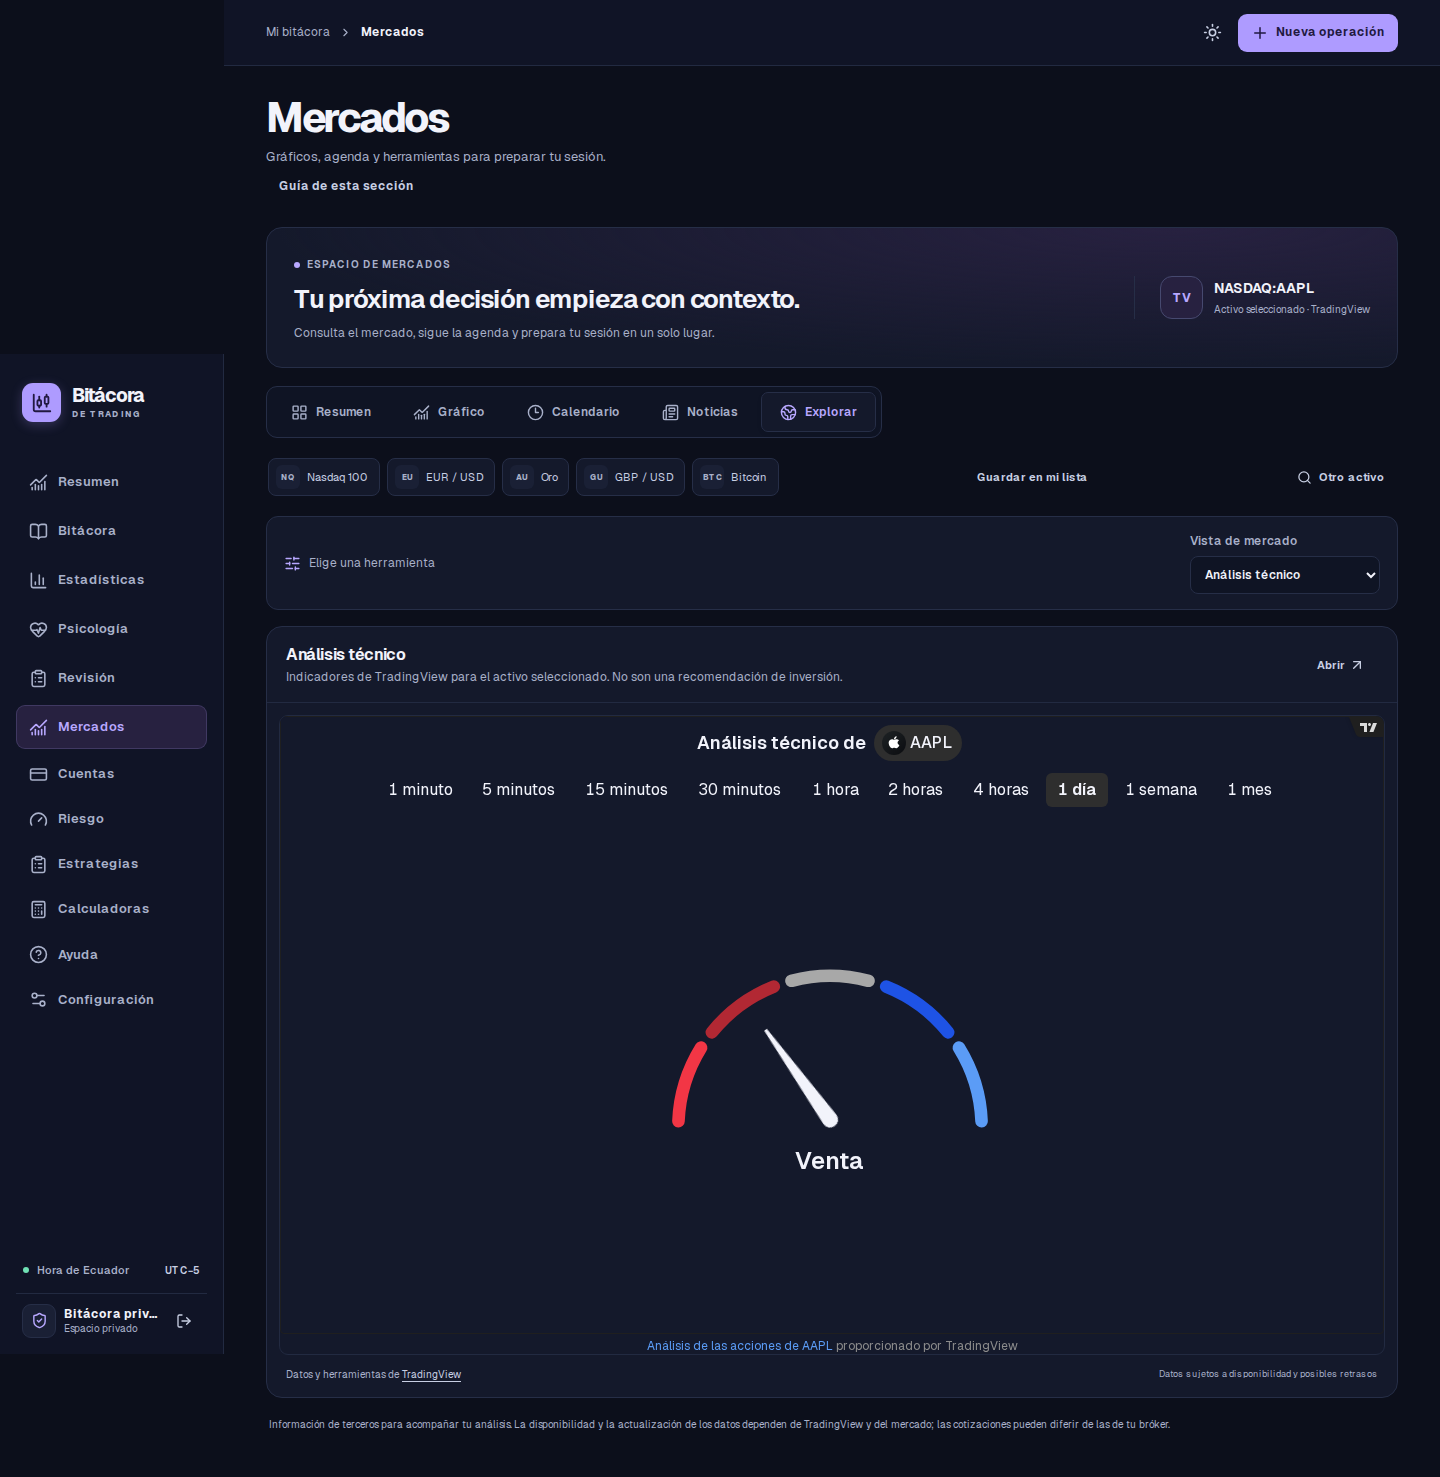 Mi bitácora > Mercados
Nueva operación
Mercados
Gráficos, agenda y herramientas para preparar tu sesión.
Guía de esta sección
ESPACIO DE MERCADOS
Tu próxima decisión empieza con contexto.
Consulta el mercado, sigue la agenda y prepara tu sesión en un solo lugar.
TV
NASDAQ:AAPL
Activo seleccionado · TradingView
Bitácora
DE TRADING
Resumen
Bitácora
Estadísticas
Psicología
Revisión
Mercados
Cuentas
Riesgo
Estrategias
Calculadoras
Ayuda
Configuración
Hora de Ecuador UTC-5
Bitácora priv...
Espacio privado
Resumen Gráfico Calendario Noticias Explorar
NQ Nasdaq 100 EU EUR / USD AU Oro GU GBP / USD BTC Bitcoin Guardar en mi lista Otro activo
Elige una herramienta
Vista de mercado
Análisis técnico
Análisis técnico
Indicadores de TradingView para el activo seleccionado. No son una recomendación de inversión.
Abrir
Análisis técnico de AAPL
1 minuto 5 minutos 15 minutos 30 minutos 1 hora 2 horas 4 horas 1 día 1 semana 1 mes
Venta
Análisis de las acciones de AAPL proporcionado por TradingView
Datos y herramientas de TradingView
Datos sujetos a disponibilidad y posibles retrasos
Información de terceros para acompañar tu análisis. La disponibilidad y la actualización de los datos dependen de TradingView y del mercado; las cotizaciones pueden diferir de las de tu bróker.